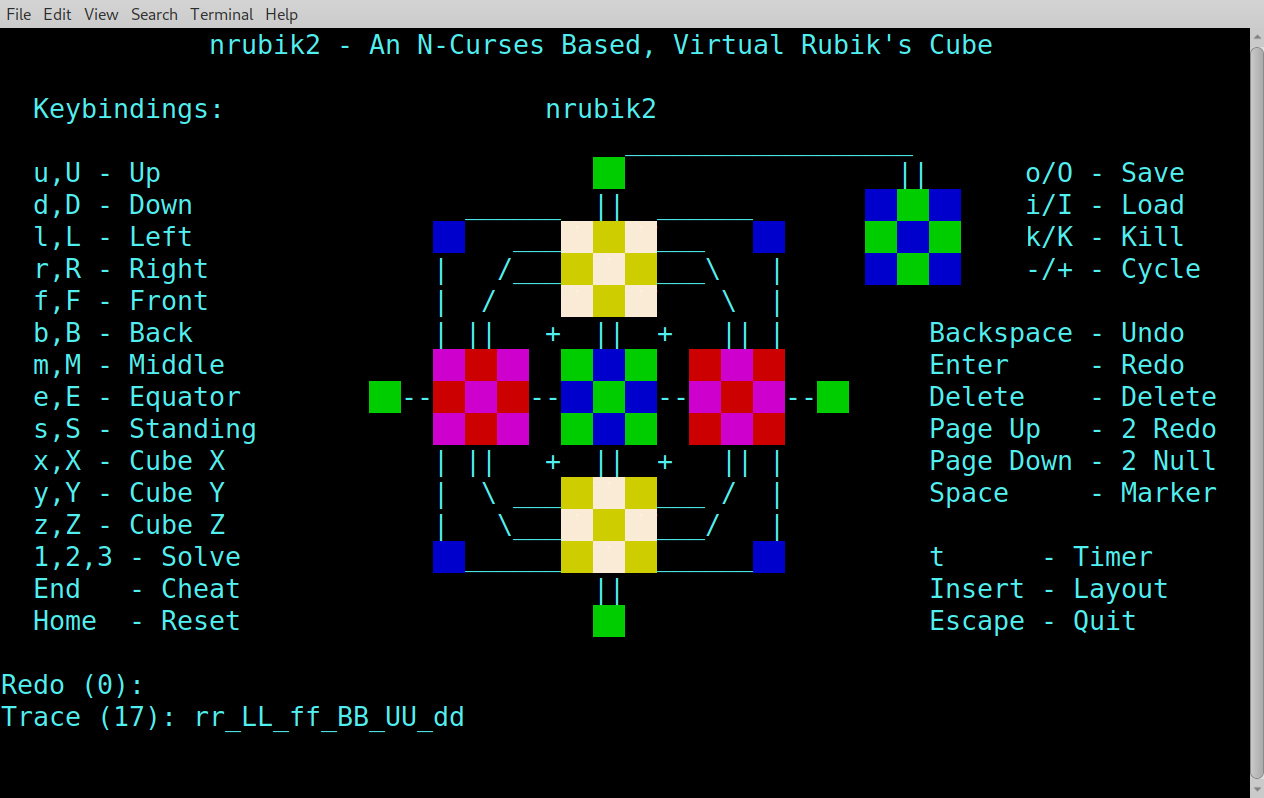 File Edit View Search Terminal Help
nrubik2 - An N-Curses Based, Virtual Rubik's Cube
Keybindings: nrubik2
u,U - Up o/O - Save
d,D - Down i/I - Load
l,L - Left k/K - Kill
r,R - Right -/+ - Cycle
f,F - Front
b,B - Back Backspace - Undo
m,M - Middle Enter - Redo
e,E - Equator Delete - Delete
s,S - Standing Page Up - 2 Redo
x,X - Cube X Page Down - 2 Null
y,Y - Cube Y Space - Marker
z,Z - Cube Z
1,2,3 - Solve t - Timer
End - Cheat Insert - Layout
Home - Reset Escape - Quit
Redo (0):
Trace (17): rr_LL_ff_BB_UU_dd